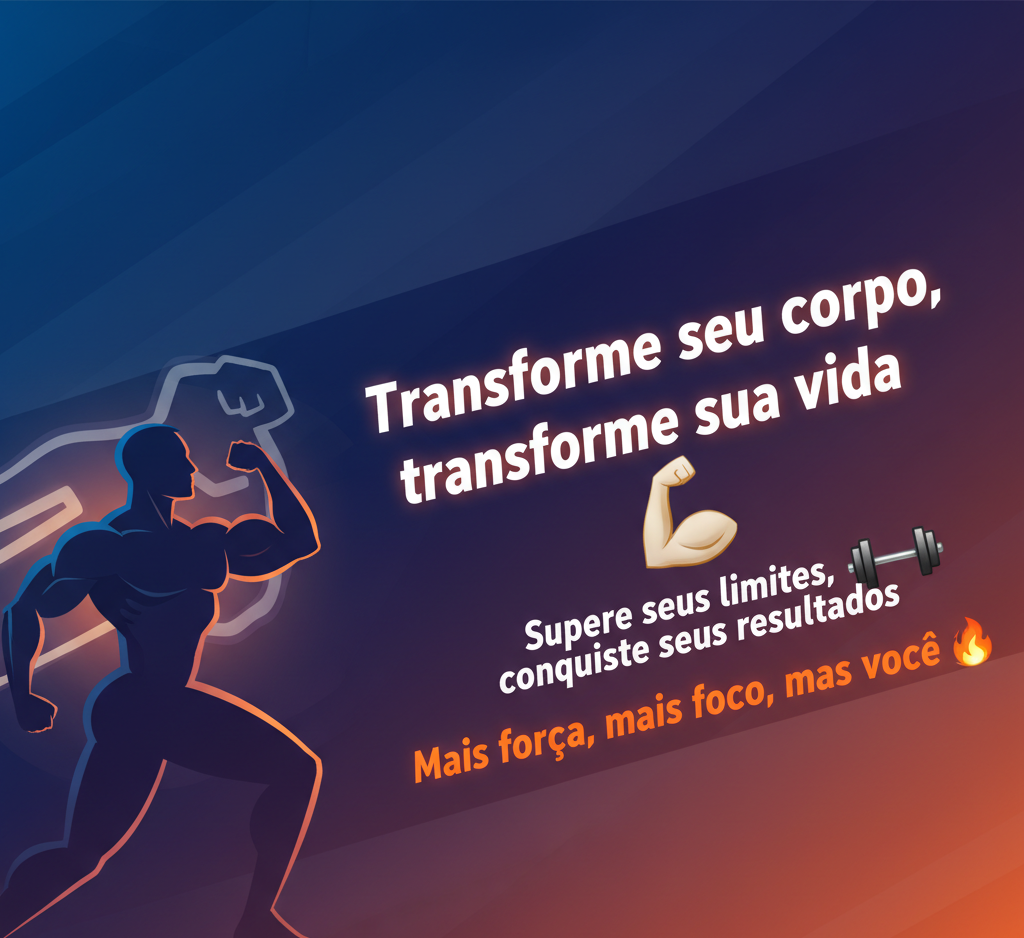 Transforme seu corpo,
transforme sua vida
💪
Supere seus limites, 
conquiste seus resultados
Mais força, mais foco, mas você 🔥